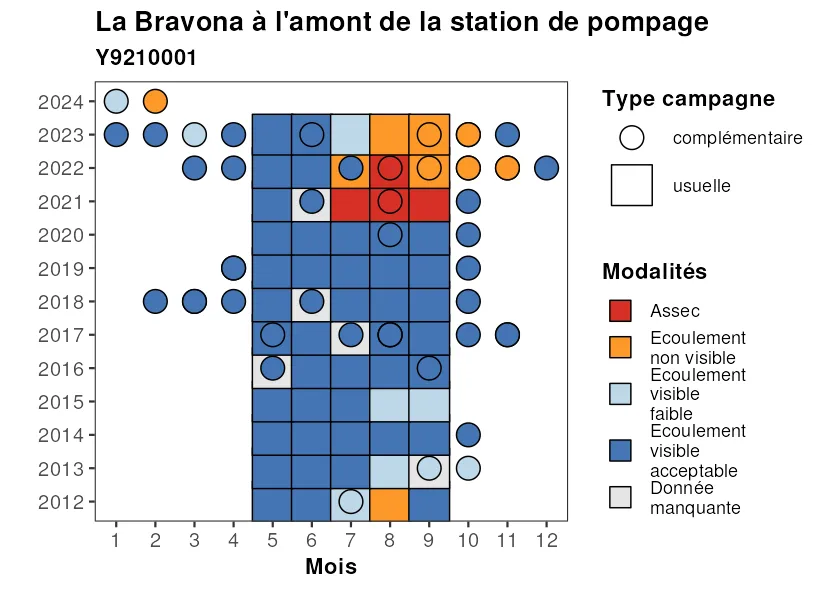 La Bravona à l'amont de la station de pompage
Y9210001
2024
2023
2022
2021
2020
2019
2018
2017
2016
2015
2014
2013
2012
1 2 3 4 5 6 7 8 9 10 11 12
Mois
Type campagne
complémentaire
usuelle
Modalités
Assec
Ecoulement
non visible
Ecoulement
visible
faible
Ecoulement
visible
acceptable
Donnée
manquante